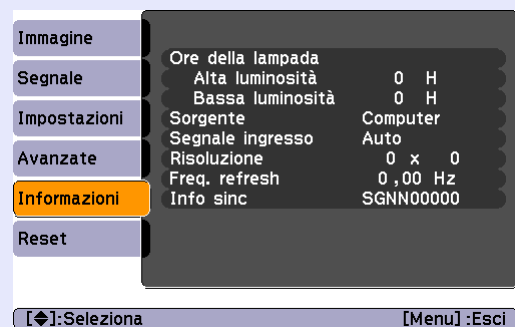 Immagine
Segnale
Impostazioni
Avanzate
Informazioni
Reset
Ore della lampada
Alta luminosità 0 H
Bassa luminosità 0 H
Sorgente Computer
Segnale ingresso Auto
Risoluzione 0 x 0
Freq. refresh 0,00 Hz
Info sinc SGNN00000
[◆]:Seleziona [Menu]:Esci